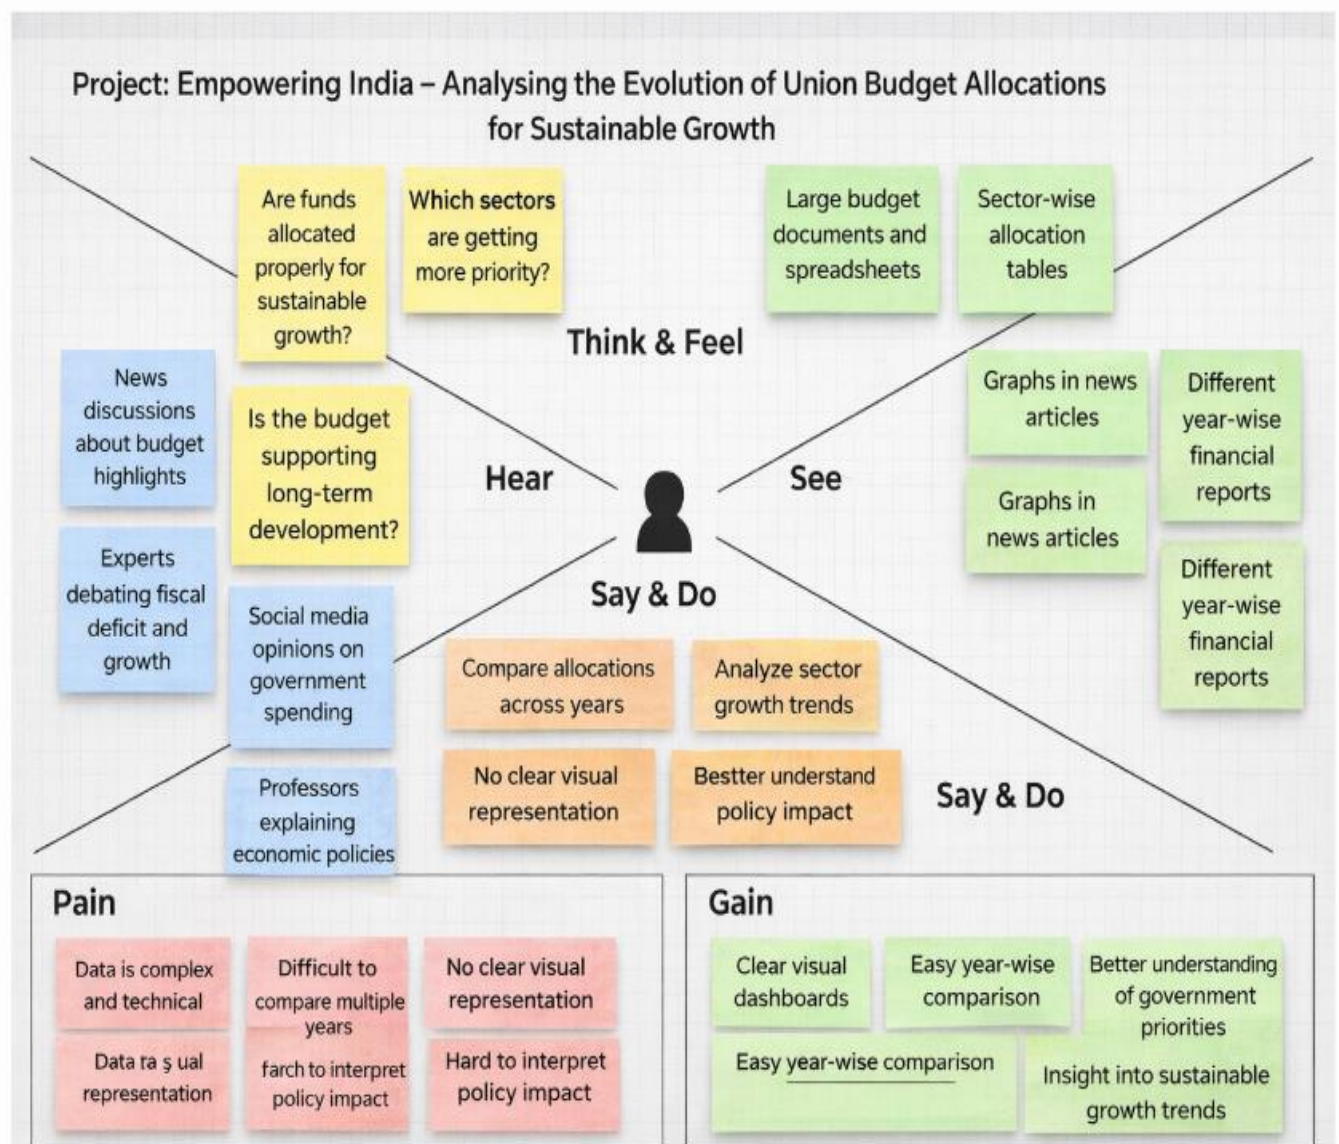 Project: Empowering India – Analysing the Evolution of Union Budget Allocations
for Sustainable Growth
Are funds
allocated
properly for
sustainable
growth?
Which sectors
are getting
more priority?
Large budget
documents and
spreadsheets
Sector-wise
allocation
tables
Think & Feel
News
discussions
about budget
highlights
Is the budget
supporting
long-term
development?
Hear
See
Graphs in news
articles
Different
year-wise
financial
reports
Graphs in
news articles
Experts
debating fiscal
deficit and
growth
Different
year-wise
financial
reports
Social media
opinions on
government
spending
Say & Do
Compare allocations
across years
Analyze sector
growth trends
No clear visual
representation
Bestter understand
policy impact
Say & Do
Professors
explaining
economic policies
Pain
Data is complex
and technical
Difficult to
compare multiple
years
No clear visual
representation
Data ra ş ual
representation
farch to interpret
policy impact
Hard to interpret
policy impact
Gain
Clear visual
dashboards
Easy year-wise
comparison
Better understanding
of government
priorities
Easy year-wise comparison
Insight into sustainable
growth trends